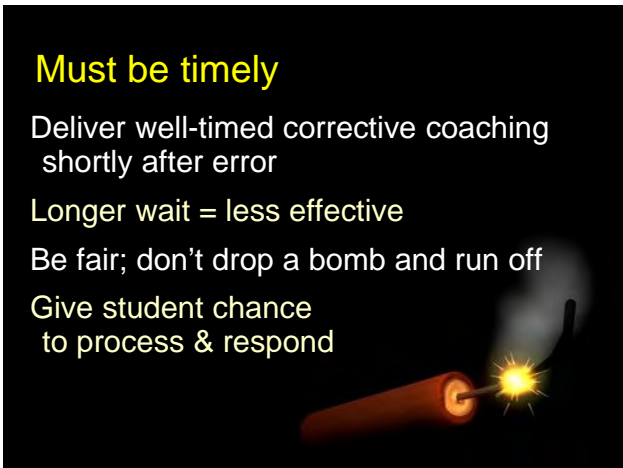 Must be timely
Deliver well-timed corrective coaching
shortly after error
Longer wait = less effective
Be fair; don't drop a bomb and run off
Give student chance
to process & respond